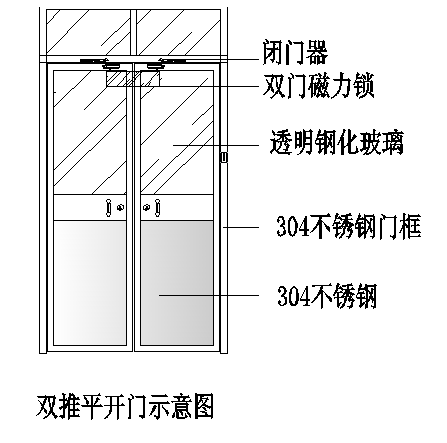 闭门器
双门磁力锁
透明钢化玻璃
304不锈钢门框
304不锈钢
双推平开门示意图